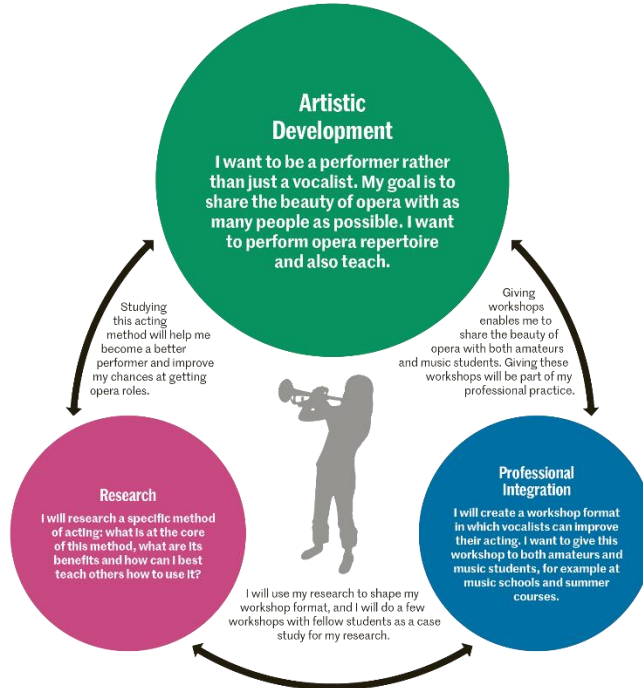 Artistic
Development
I want to be a performer rather
than just a vocalist. My goal is to
share the beauty of opera with as
many people as possible. I want
to perform opera repertoire
and also teach.
Studying
this acting
method will help me
become a better
performer and improve
my chances at getting
opera roles.
Giving
workshops
enables me to
share the beauty of
opera with both amateurs
and music students. Giving these
workshops will be part of my
professional practice.
Research
I will research a specific method
of acting: what is at the core
of this method, what are its
benefits and how can I best
teach others how to use it?
Professional
Integration
I will create a workshop format
in which vocalists can improve
their acting. I want to give this
workshop to both amateurs and
music students, for example at
music schools and summer
courses.
I will use my research to shape my
workshop format, and I will do a few
workshops with fellow students as a case
study for my research.